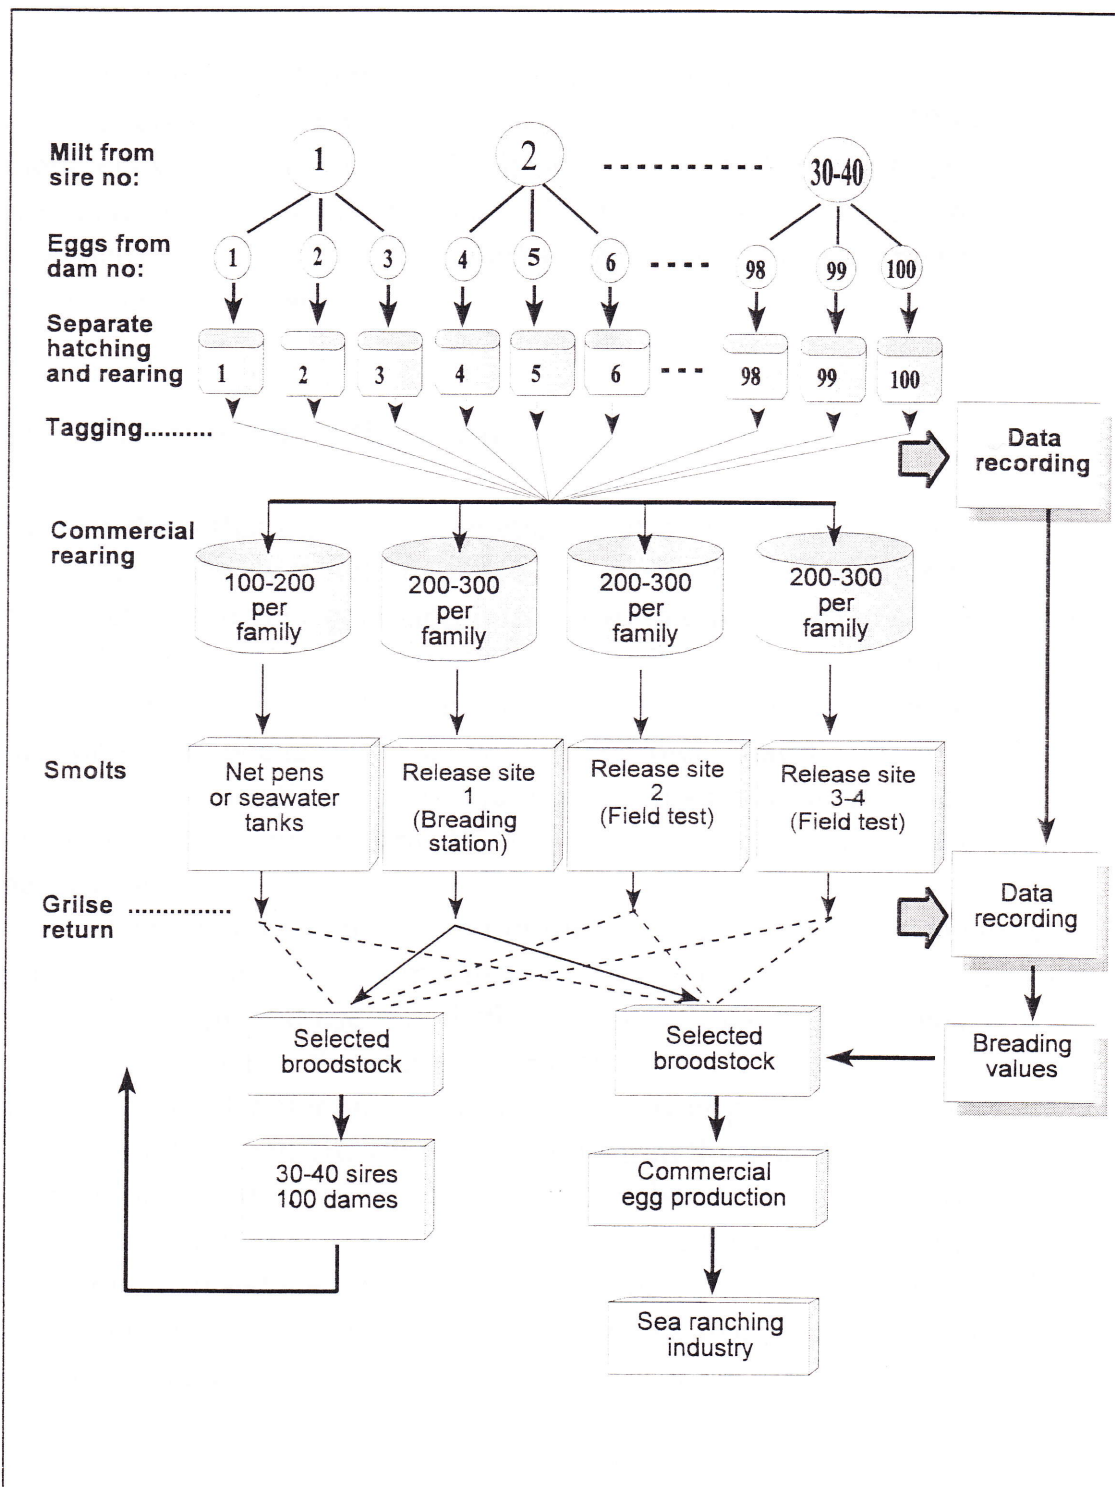 Milt from
sire no:
1
2
30-40
Eggs from
dam no:
1
2
3
4
5
6
98
99
100
Separate
hatching
and rearing
1
2
3
4
5
6
98
99
100
Tagging..........
Data
recording
Commercial
rearing
100-200
per
family
200-300
per
family
200-300
per
family
200-300
per
family
Smolts
Net pens
or seawater
tanks
Release site
1
(Breading
station)
Release site
2
(Field test)
Release site
3-4
(Field test)
Grilse ...............
return
Data
recording
Selected
broodstock
Selected
broodstock
Breading
values
30-40 sires
100 dames
Commercial
egg production
Sea ranching
industry